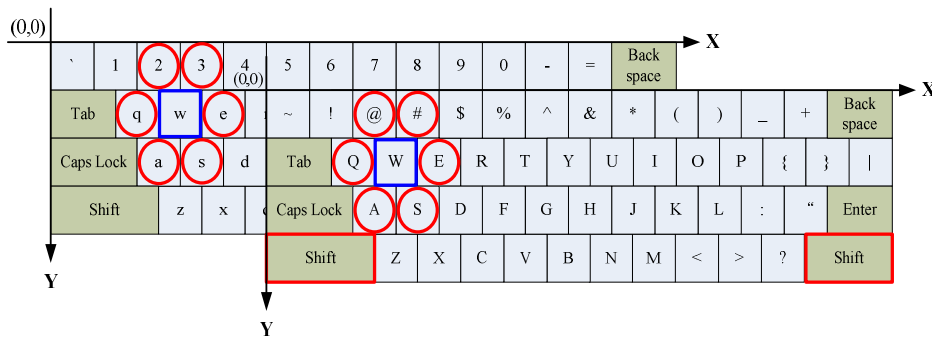 (0,0) X
` 1 2 3 4 5 6 7 8 9 0 - = Back space
(0,0) X
Tab q w e ~ ! @ # $ % ^ & * ( ) _ + Back space
Caps Lock a s d Tab Q W E R T Y U I O P { } |
Shift z x Caps Lock A S D F G H J K L : “ Enter
Shift Z X C V B N M < > ? Shift
Y
Y